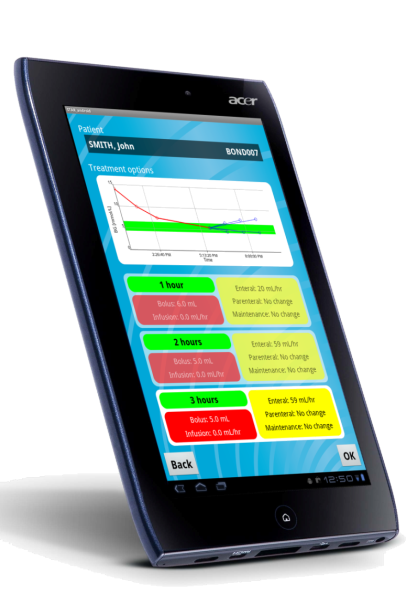 acer
Patient
SMITH, John
BOND007
Treatment options
Time
1 hour
Bolus: 6.0 mL
Infusion: 0.0 mL/hr
Enteral: 20 mL/hr
Parenteral: No change
Maintenance: No change
2 hours
Bolus: 5.0 mL
Infusion: 0.0 mL/hr
Enteral: 59 mL/hr
Parenteral: No change
Maintenance: No change
3 hours
Bolus: 5.0 mL
Infusion: 0.0 mL/hr
Enteral: 59 mL/hr
Parenteral: No change
Maintenance: No change
Back
OK
12:50
HDMI